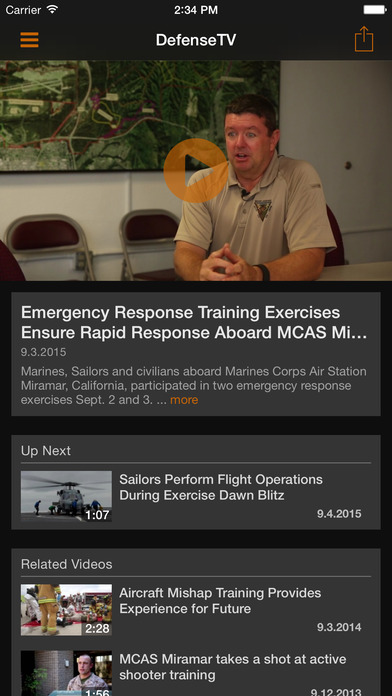 Carrier 2:34 PM
DefenseTV
Emergency Response Training Exercises
Ensure Rapid Response Aboard MCAS Mi...
9.3.2015
Marines, Sailors and civilians aboard Marines Corps Air Station
Miramar, California, participated in two emergency response
exercises Sept. 2 and 3. ... more
Up Next
Sailors Perform Flight Operations
During Exercise Dawn Blitz
1:07
9.4.2015
Related Videos
Aircraft Mishap Training Provides
Experience for Future
2:28
9.3.2014
MCAS Miramar takes a shot at active
shooter training
1:56
9.12.2013